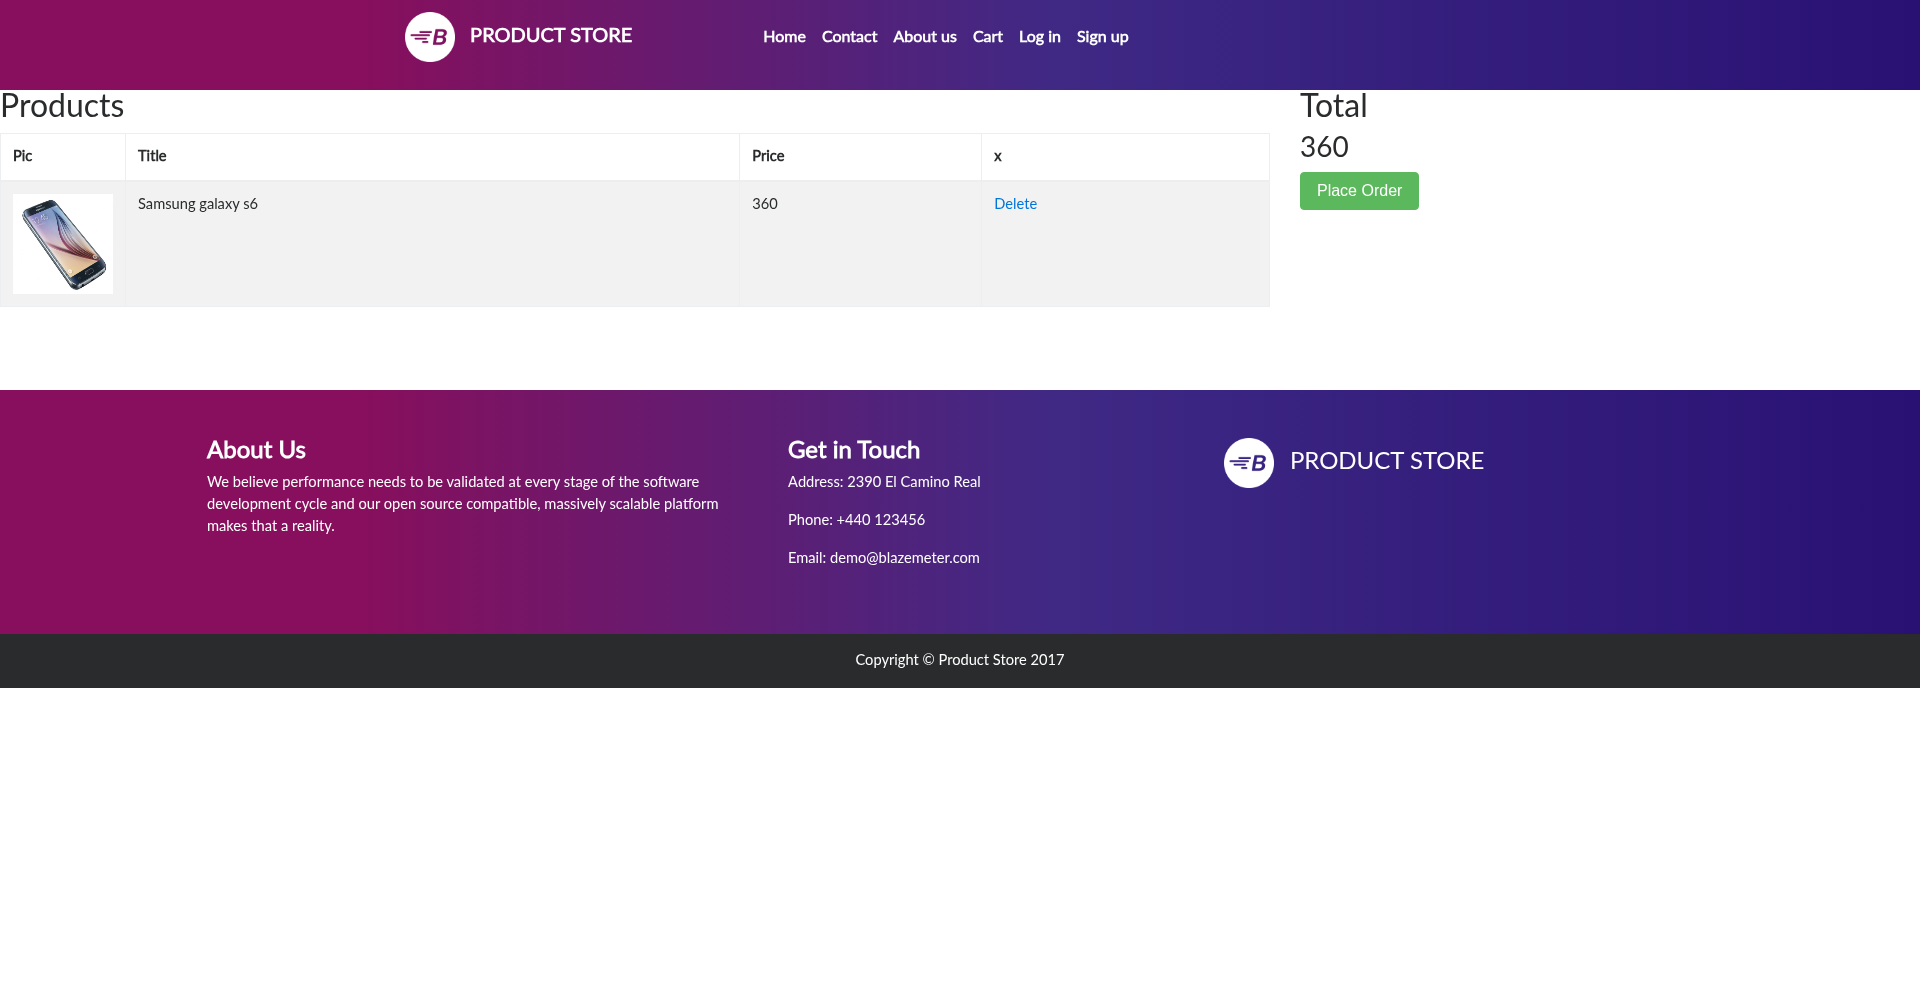 PRODUCT STORE
Home Contact About us Cart Log in Sign up
Products
Pic Title Price x
Samsung galaxy s6 360 Delete
Total
360
Place Order
About Us
We believe performance needs to be validated at every stage of the software
development cycle and our open source compatible, massively scalable platform
makes that a reality.
Get in Touch
Address: 2390 El Camino Real
Phone: +440 123456
Email: demo@blazemeter.com
PRODUCT STORE
Copyright © Product Store 2017